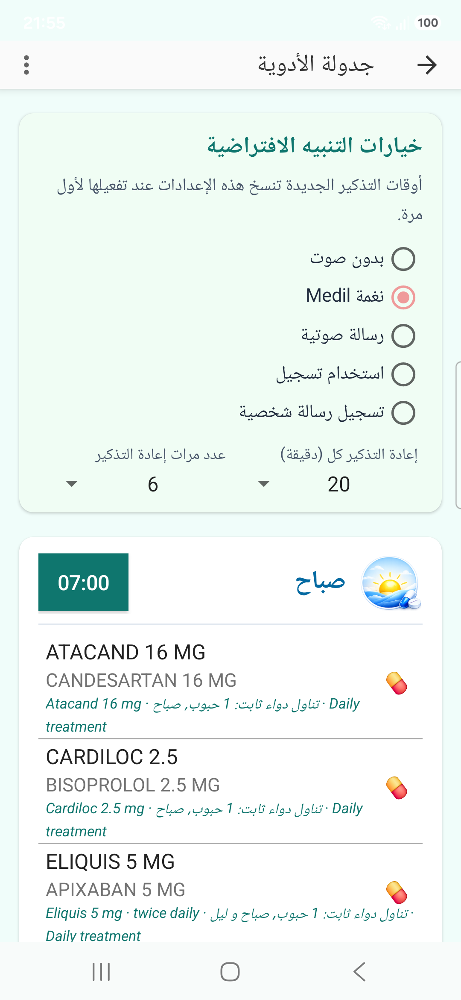 21:55
100
جدولة الأدوية
خيارات التنبيه الافتراضية
أوقات التذكير الجديدة تنسخ هذه الإعدادات عند تفعيلها لأول
مرة.
بدون صوت
نغمة Medil
رسالة صوتية
استخدام تسجيل
تسجيل رسالة شخصية
إعادة التذكير كل (دقيقة)
عدد مرات إعادة التذكير
20
6
صباح
07:00
ATACAND 16 MG
CANDESARTAN 16 MG
Atacand 16 mg · تناول دواء ثابت: 1 حبوب, صباح · Daily
treatment
CARDILOC 2.5
BISOPROLOL 2.5 MG
Cardiloc 2.5 mg · تناول دواء ثابت: 1 حبوب, صباح · Daily
treatment
ELIQUIS 5 MG
APIXABAN 5 MG
Eliquis 5 mg · twice daily · تناول دواء ثابت: 1 حبوب, صباح و ليل ·
Daily treatment